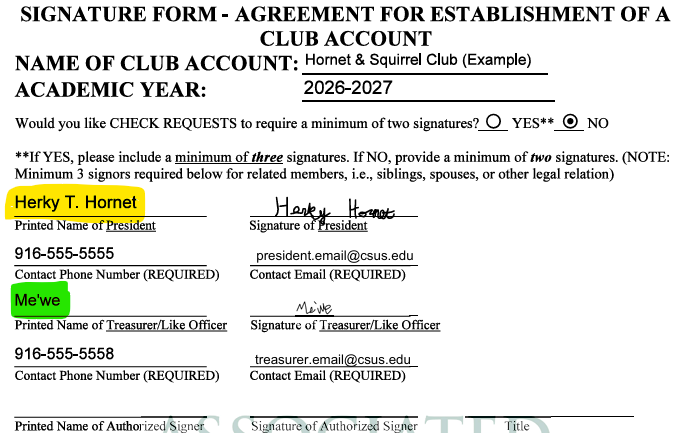 SIGNATURE FORM - AGREEMENT FOR ESTABLISHMENT OF A
CLUB ACCOUNT
NAME OF CLUB ACCOUNT: Hornet & Squirrel Club (Example)
ACADEMIC YEAR: 2026-2027
Would you like CHECK REQUESTS to require a minimum of two signatures? YES** NO
**If YES, please include a minimum of three signatures. If NO, provide a minimum of two signatures. (NOTE:
Minimum 3 signors required below for related members, i.e., siblings, spouses, or other legal relation)
Herky T. Hornet Herky Hornet
Printed Name of President Signature of President
916-555-5555 president.email@csus.edu
Contact Phone Number (REQUIRED) Contact Email (REQUIRED)
Me'we Me'we
Printed Name of Treasurer/Like Officer Signature of Treasurer/Like Officer
916-555-5558 treasurer.email@csus.edu
Contact Phone Number (REQUIRED) Contact Email (REQUIRED)
ASSOCIATED
Printed Name of Authorized Signer Signature of Authorized Signer Title